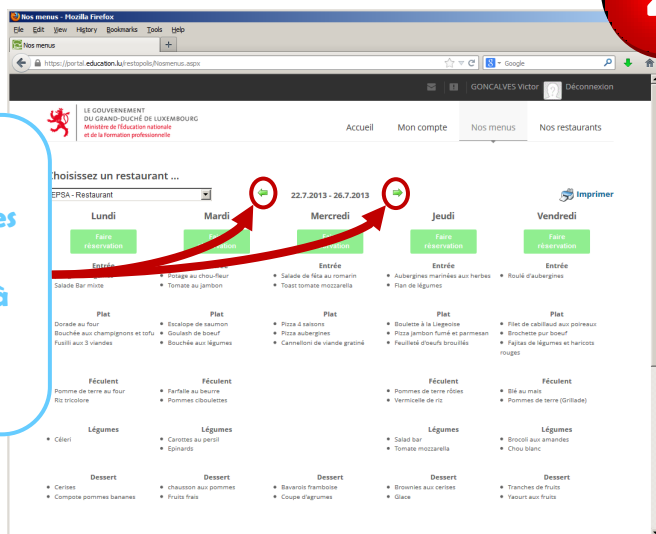 Nos menus - Mozilla Firefox
File Edit View History Bookmarks Tools Help
Nos menus
https://portal.education.lu/restopolis/Nosmenus.aspx
Google
GONCALVES Victor Déconnexion
LE GOUVERNEMENT
DU GRAND-DUCHÉ DE LUXEMBOURG
Ministère de l'Éducation nationale
et de la Formation professionnelle
Accueil Mon compte Nos menus Nos restaurants
Choisissez un restaurant ...
EPSA - Restaurant
22.7.2013 - 26.7.2013
Imprimer
es
à
Lundi
Faire
réservation
Entrée
Salade Bar mixte
Plat
Dorade au four
Bouchée aux champignons et tofu
Fusilli aux 3 viandes
Féculent
Pomme de terre au four
Riz tricolore
Légumes
Céleri
Dessert
Cerises
Compote pommes bananes
Mardi
Potage au chou-fleur
Tomate au jambon
Plat
Escalope de saumon
Goulash de boeuf
Bouchée aux légumes
Féculent
Farfalle au beurre
Pommes ciboulettes
Légumes
Carottes au persil
Epinards
Dessert
chausson aux pommes
Fruits frais
Mercredi
Entrée
Salade de féta au romarin
Toast tomate mozzarella
Plat
Pizza 4 saisons
Pizza aubergines
Cannelloni de viande gratiné
Dessert
Bavarois framboise
Coupe d'agrumes
Jeudi
Faire
réservation
Entrée
Aubergines marinées aux herbes
Flan de légumes
Plat
Boulette à la Liegeoise
Pizza jambon fumé et parmesan
Feuilleté d'oeufs brouillés
Féculent
Pommes de terre rôties
Vermicelle de riz
Légumes
Salad bar
Tomate mozzarella
Dessert
Brownies aux cerises
Glace
Vendredi
Faire
réservation
Entrée
Roulé d'aubergines
Plat
Filet de cabillaud aux poireaux
Brochette pur boeuf
Fajitas de légumes et haricots
rouges
Féculent
Blé au maïs
Pommes de terre (Grillade)
Légumes
Brocoli aux amandes
Chou blanc
Dessert
Tranches de fruits
Yaourt aux fruits